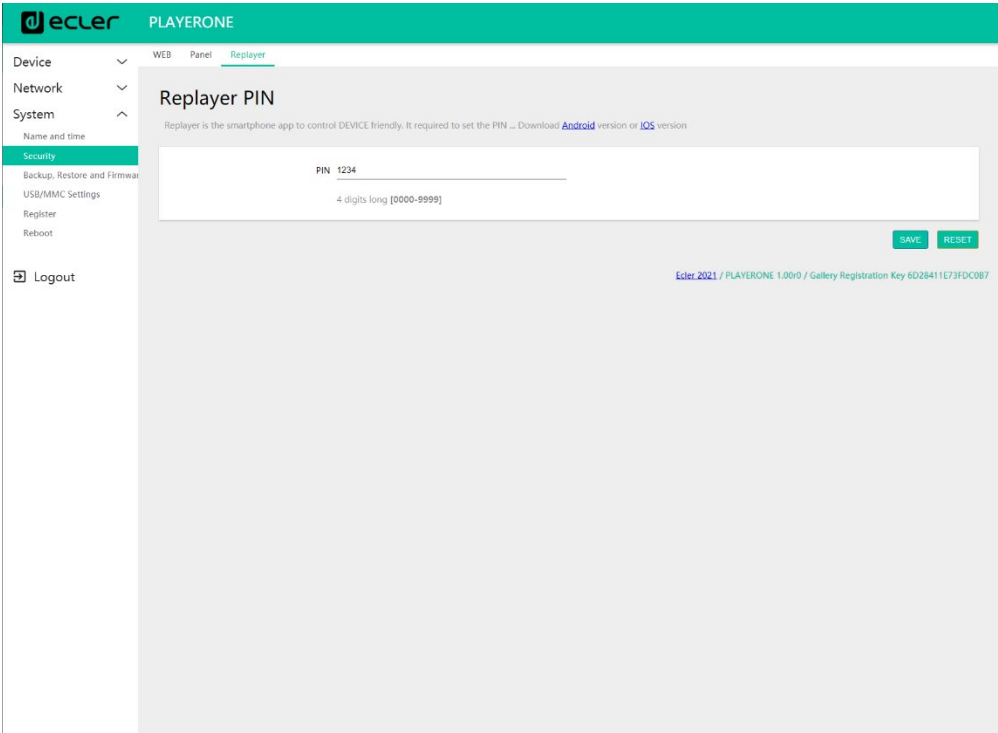 ecler PLAYERONE
Device
Network
System
Name and time
Security
Backup, Restore and Firmwar
USB/MMC Settings
Register
Reboot
Logout
WEB Panel Replayer
Replayer PIN
Replayer is the smartphone app to control DEVICE friendly. It required to set the PIN ... Download Android version or IOS version
PIN 1234
4 digits long [0000-9999]
SAVE RESET
Ecler 2021 / PLAYERONE 1.00r0 / Gallery Registration Key 6D28411E73FDC0B7